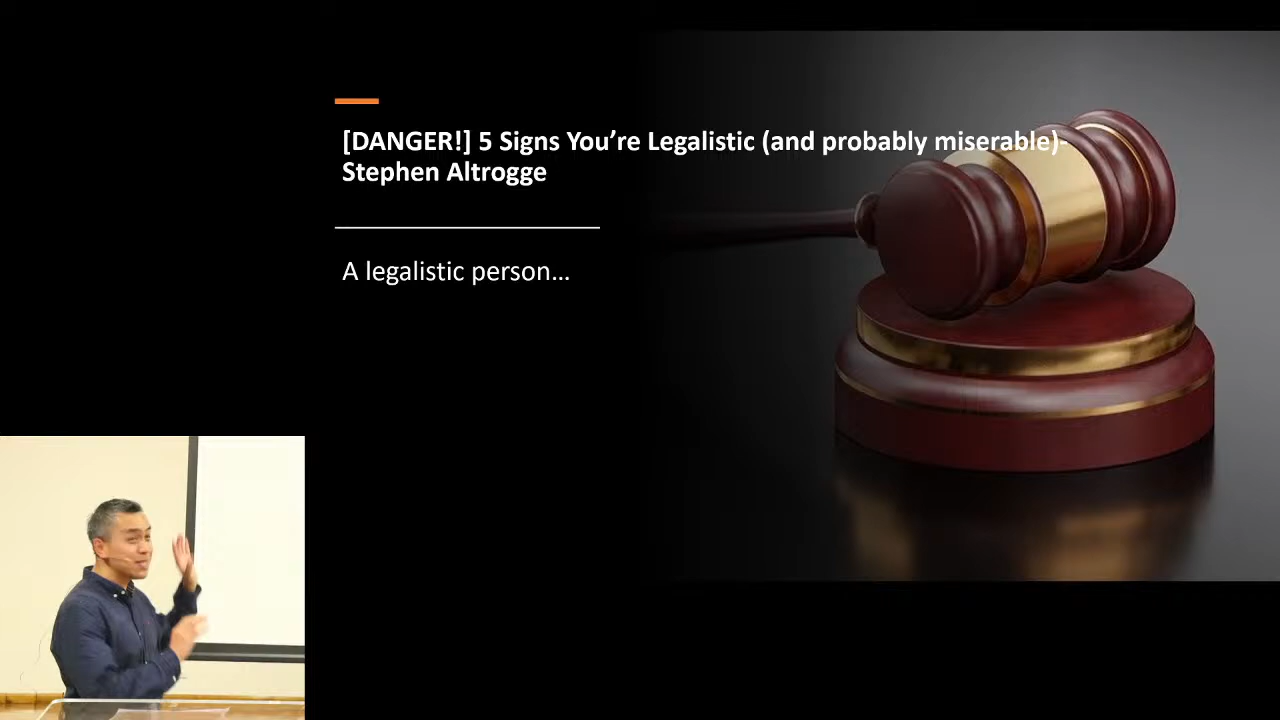 [DANGER!] 5 Signs You’re Legalistic (and probably miserable)-
Stephen Altrogge
A legalistic person…